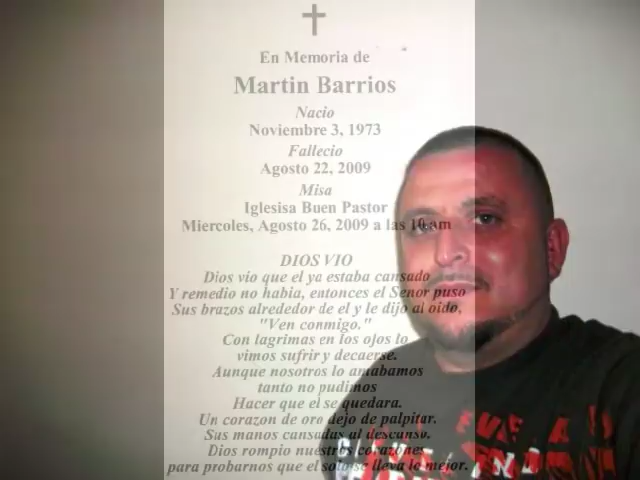 En Memoria de
Martin Barrios
Nacio
Noviembre 3, 1973
Fallecio
Agosto 22, 2009
Misa
Iglesisa Buen Pastor
Miercoles, Agosto 26, 2009 a las 10 am
DIOS VIO
Dios vio que el ya estaba cansado
Y remedio no habia, entonces el Senor puso
Sus brazos alrededor de el y le dijo al oido,
"Ven conmigo."
Con lagrimas en los ojos lo
vimos sufrir y decaerse.
Aunque nosotros lo amabamos
tanto no pudimos
Hacer que el se quedara.
Un corazon de oro dejo de palpitar.
Sus manos cansadas al descanso.
Dios rompio nuestros corazones
para probarnos que el solo se lleva lo mejor.